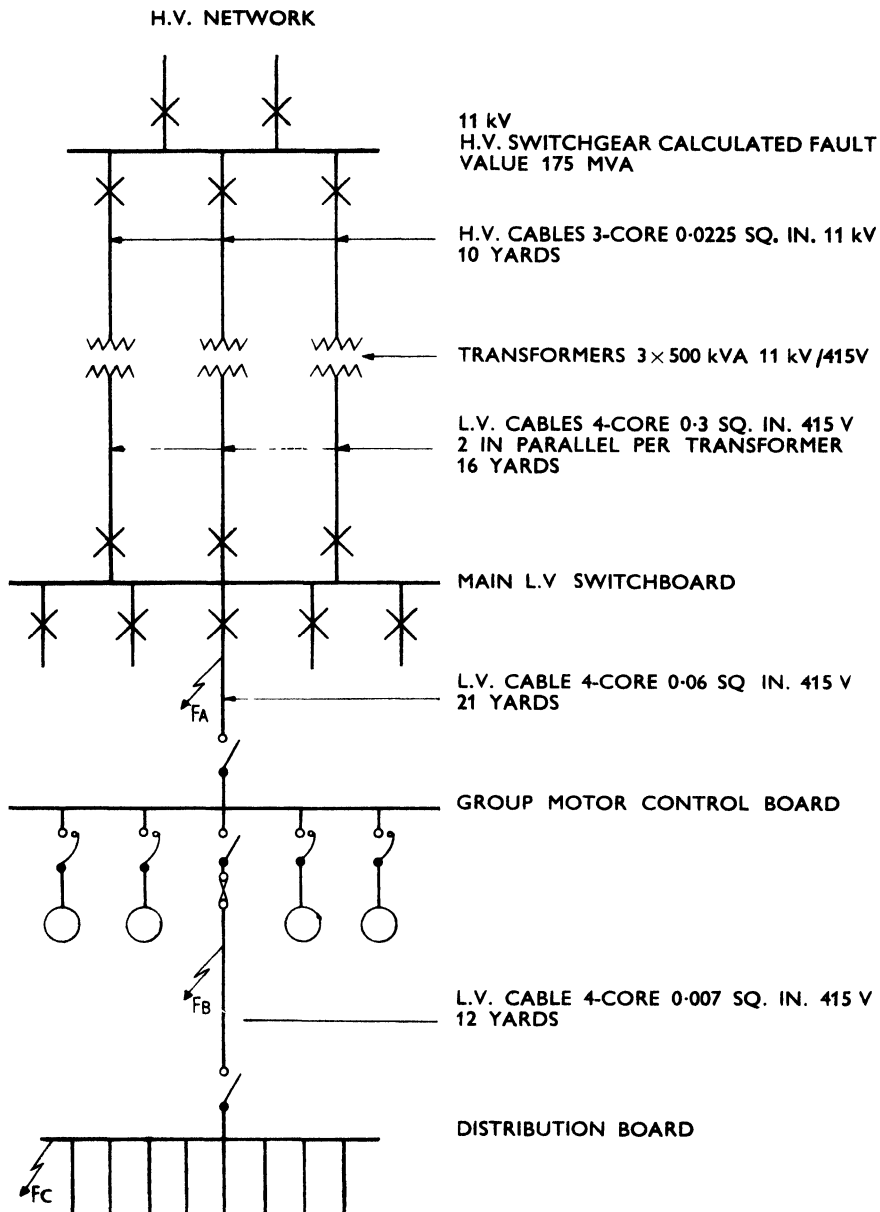 H.V. NETWORK
11 kV
H.V. SWITCHGEAR CALCULATED FAULT
VALUE 175 MVA
H.V. CABLES 3-CORE 0·0225 SQ. IN. 11 kV
10 YARDS
TRANSFORMERS 3 × 500 kVA 11 kV/415V
L.V. CABLES 4-CORE 0·3 SQ. IN. 415 V
2 IN PARALLEL PER TRANSFORMER
16 YARDS
MAIN L.V SWITCHBOARD
L.V. CABLE 4-CORE 0·06 SQ IN. 415 V
21 YARDS
FA
GROUP MOTOR CONTROL BOARD
FB
L.V. CABLE 4-CORE 0·007 SQ. IN. 415 V
12 YARDS
DISTRIBUTION BOARD
FC